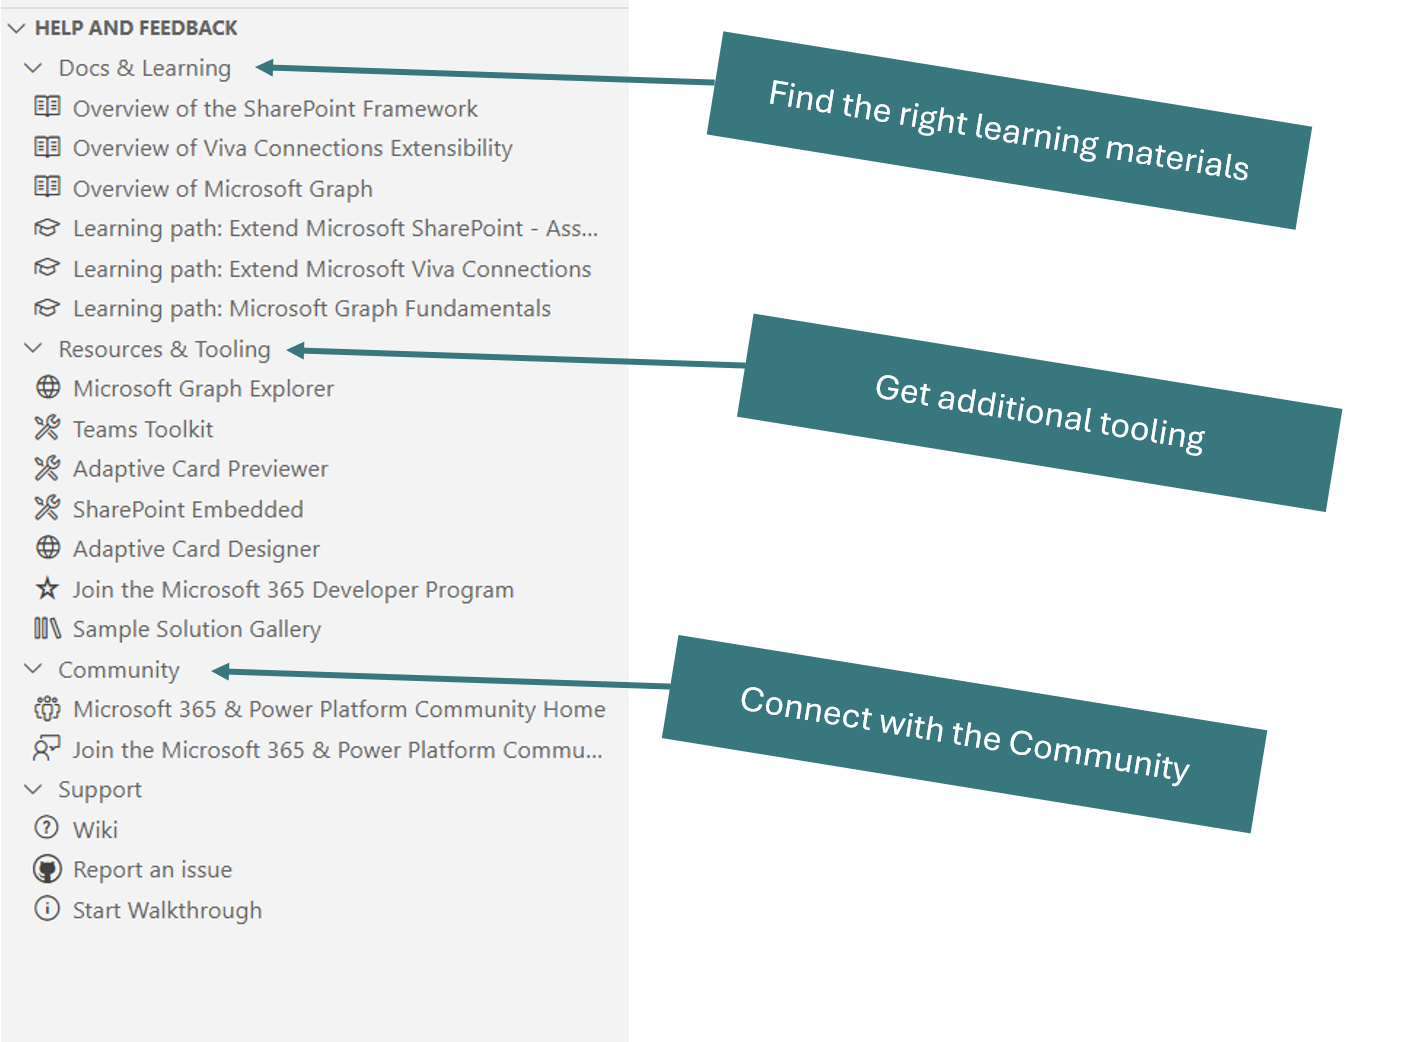 HELP AND FEEDBACK
Docs & Learning
Find the right learning materials
Overview of the SharePoint Framework
Overview of Viva Connections Extensibility
Overview of Microsoft Graph
Learning path: Extend Microsoft SharePoint - Ass...
Learning path: Extend Microsoft Viva Connections
Learning path: Microsoft Graph Fundamentals
Resources & Tooling
Get additional tooling
Microsoft Graph Explorer
Teams Toolkit
Adaptive Card Previewer
SharePoint Embedded
Adaptive Card Designer
Join the Microsoft 365 Developer Program
Sample Solution Gallery
Community
Connect with the Community
Microsoft 365 & Power Platform Community Home
Join the Microsoft 365 & Power Platform Commu...
Support
Wiki
Report an issue
Start Walkthrough